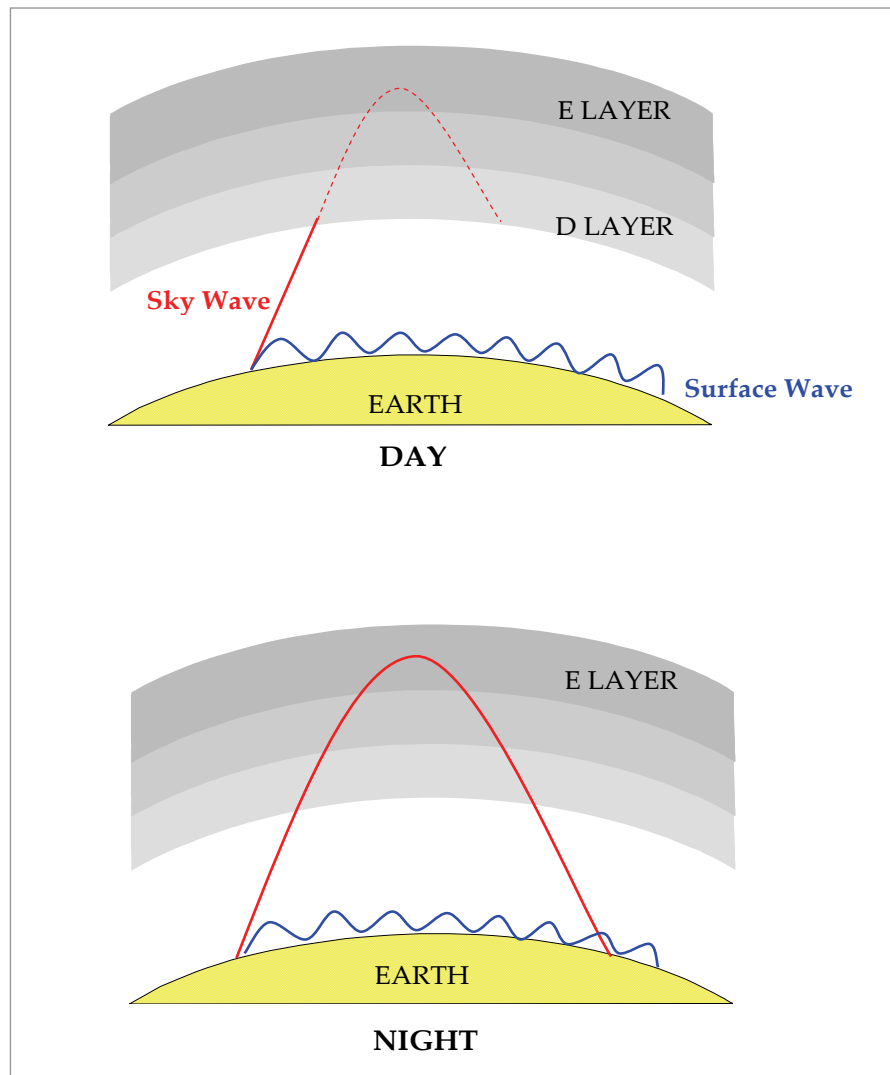 E LAYER
D LAYER
Sky Wave
Surface Wave
EARTH
DAY
E LAYER
EARTH
NIGHT